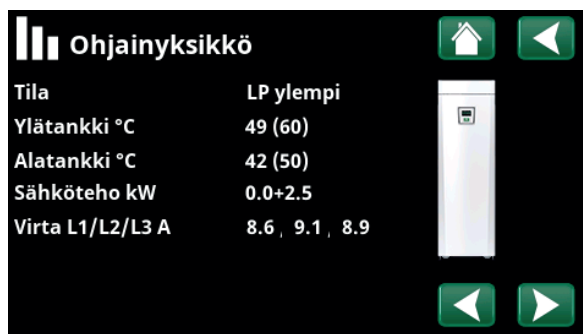 Ohjainyksikkö
Tila LP ylempi
Ylätankki °C 49 (60)
Alatankki °C 42 (50)
Sähköteho kW 0.0+2.5
Virta L1/L2/L3 A 8.6, 9.1, 8.9